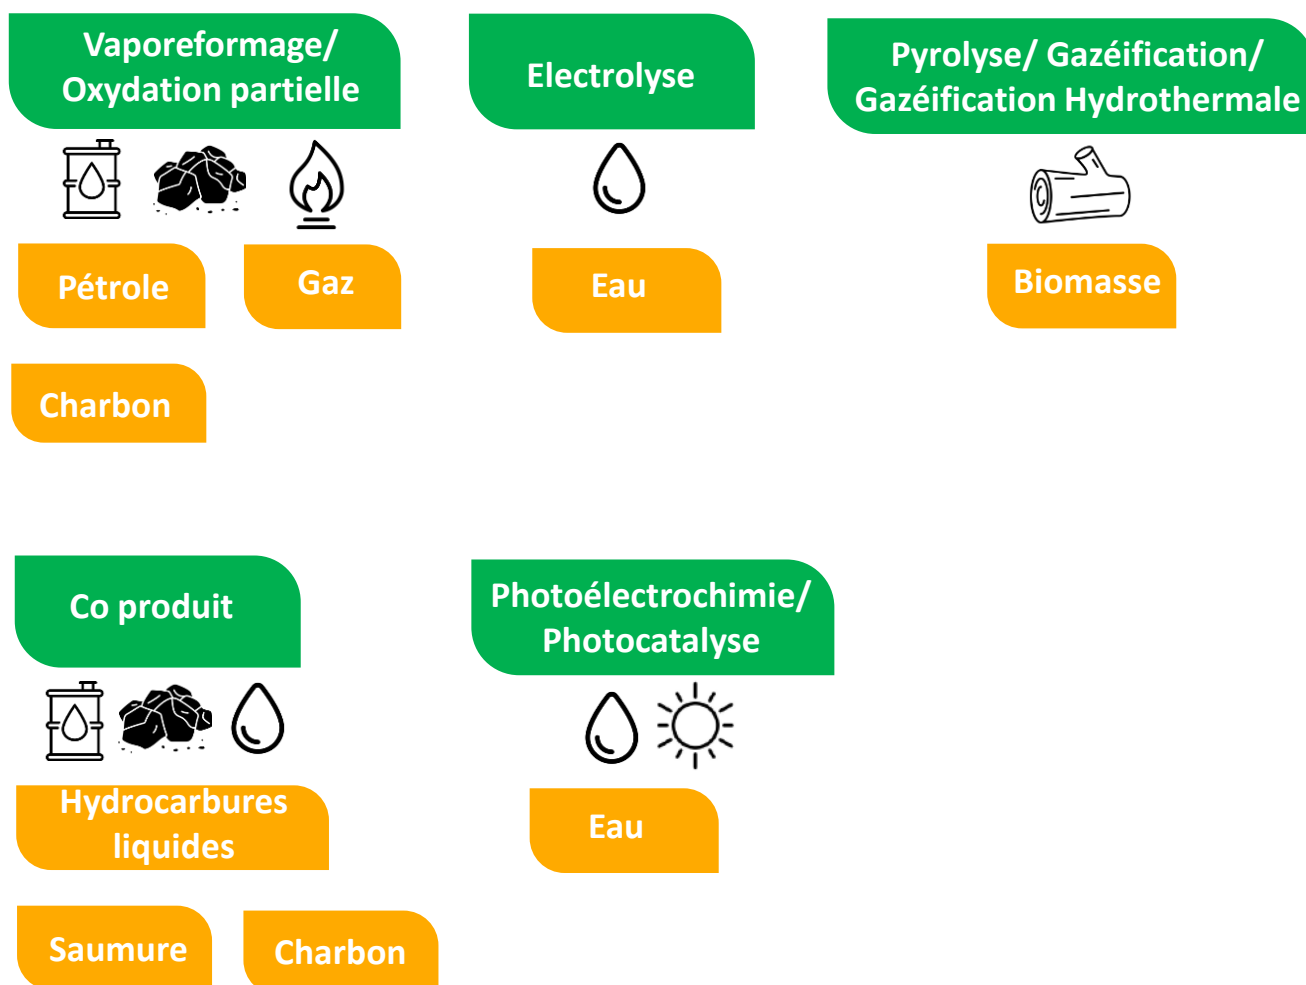 Vaporeformage/
Oxydation partielle
Electrolyse
Pyrolyse/ Gazéification/
Gazéification Hydrothermale
Pétrole
Gaz
Eau
Biomasse
Charbon
Co produit
Photoélectrochimie/
Photocatalyse
Hydrocarbures
liquides
Eau
Saumure
Charbon